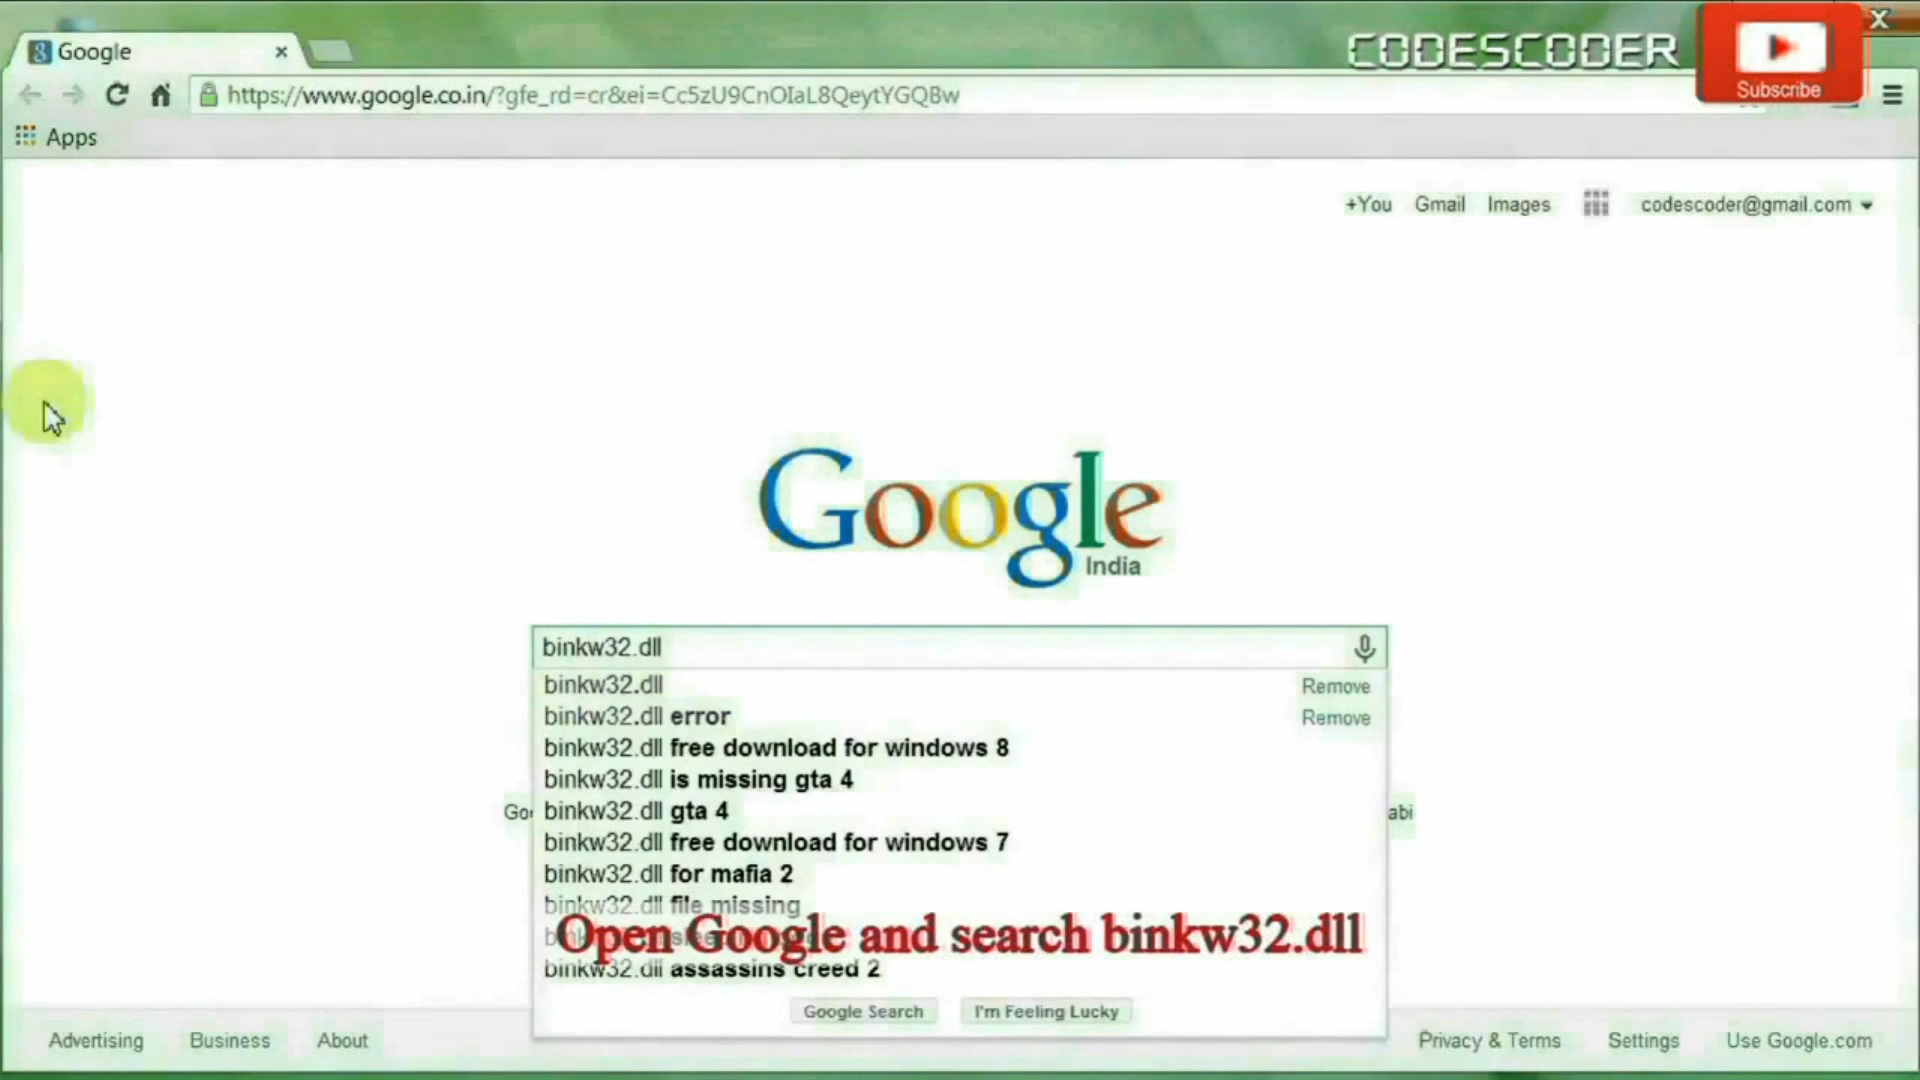 Google
CODESCODER
Subscribe
https://www.google.co.in/?gfe_rd=cr&ei=Cc5zU9CnOIaL8QeytYGQBw
Apps
+You Gmail Images codescoder@gmail.com
Google
India
binkw32.dll
binkw32.dll Remove
binkw32.dll error Remove
binkw32.dll free download for windows 8
binkw32.dll is missing gta 4
binkw32.dll gta 4
binkw32.dll free download for windows 7
binkw32.dll for mafia 2
binkw32.dll file missing
Open Google and search binkw32.dll
binkw32.dll assassins creed 2
Google Search I'm Feeling Lucky
Advertising Business About Privacy & Terms Settings Use Google.com